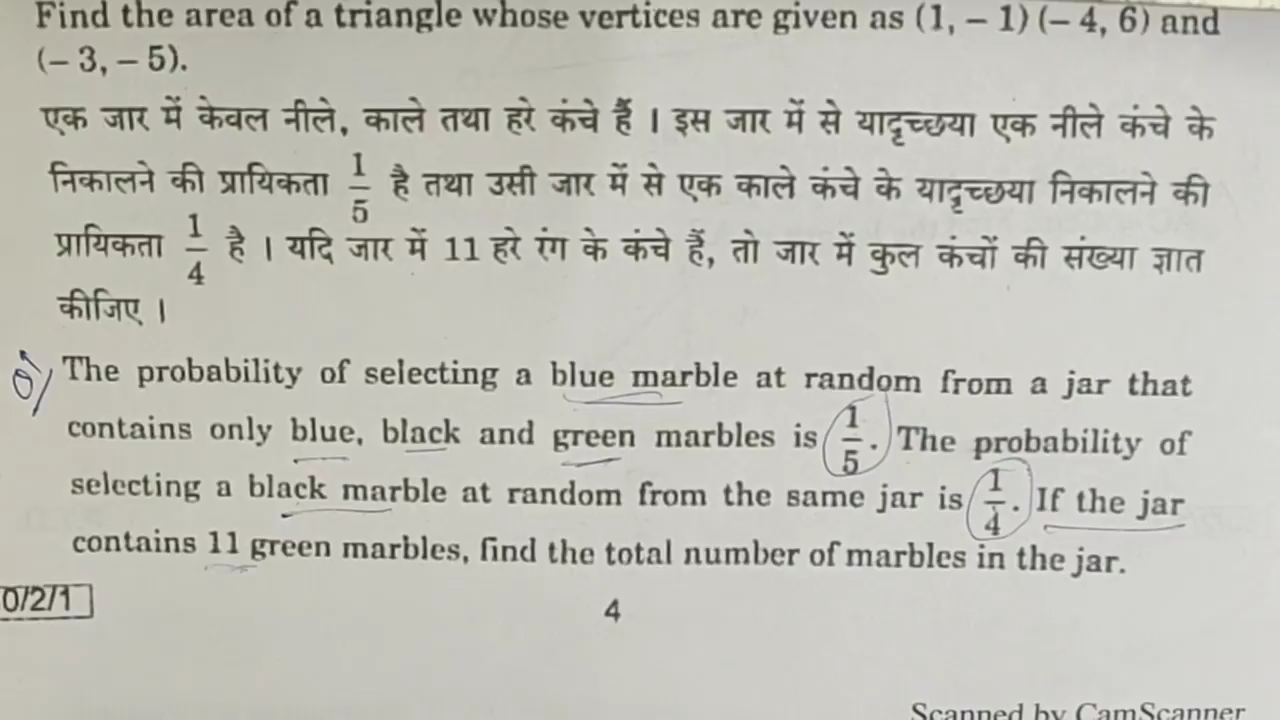 Find the area of a triangle whose vertices are given as (1, – 1) (– 4, 6) and
(– 3, – 5).
एक जार में केवल नीले, काले तथा हरे कंचे हैं । इस जार में से यादृच्छया एक नीले कंचे के
निकालने की प्रायिकता 1/5 है तथा उसी जार में से एक काले कंचे के यादृच्छया निकालने की
प्रायिकता 1/4 है । यदि जार में 11 हरे रंग के कंचे हैं, तो जार में कुल कंचों की संख्या ज्ञात
कीजिए ।
The probability of selecting a blue marble at random from a jar that
contains only blue, black and green marbles is 1/5. The probability of
selecting a black marble at random from the same jar is 1/4. If the jar
contains 11 green marbles, find the total number of marbles in the jar.
0/2/1
4
Scanned by CamScanner